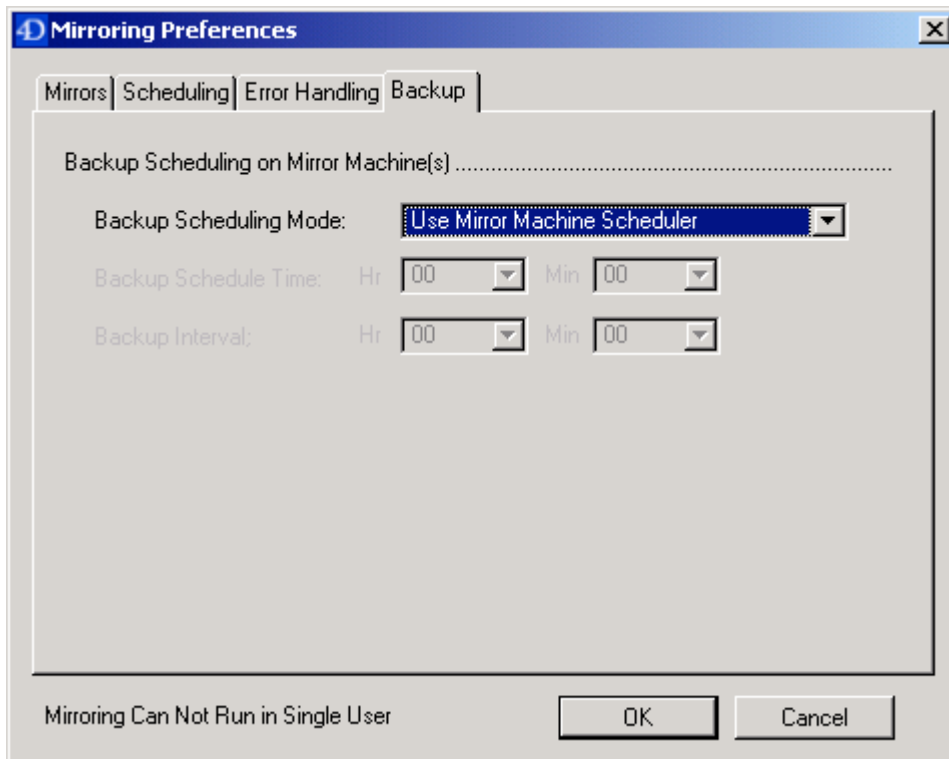 4D Mirroring Preferences
Mirrors Scheduling Error Handling Backup
Backup Scheduling on Mirror Machine(s) ........................................................................
Backup Scheduling Mode: Use Mirror Machine Scheduler
Backup Schedule Time: Hr 00 Min 00
Backup Interval; Hr 00 Min 00
Mirroring Can Not Run in Single User OK Cancel